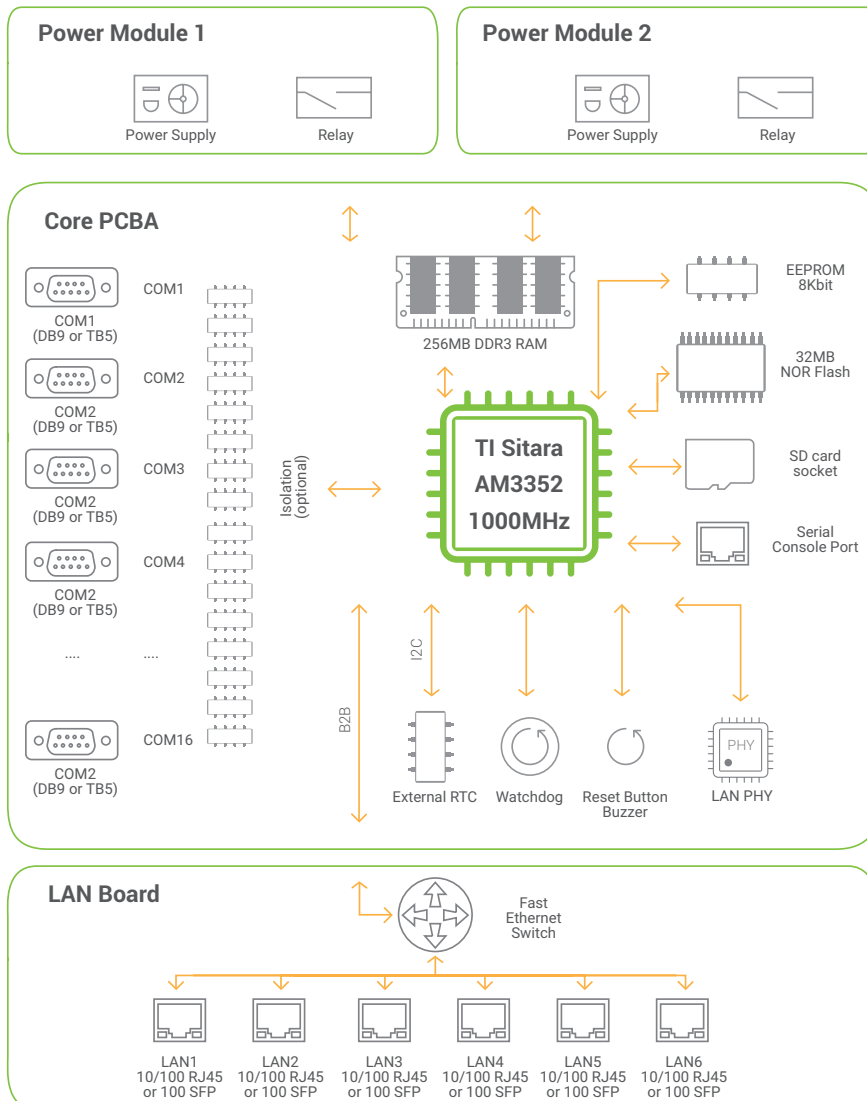 Power Module 1
Power Supply
Relay
Power Module 2
Power Supply
Relay
Core PCBA
COM1
(DB9 or TB5)
COM1
COM2
(DB9 or TB5)
COM2
COM2
(DB9 or TB5)
COM3
COM2
(DB9 or TB5)
COM4
....
....
COM2
(DB9 or TB5)
COM16
Isolation
(optional)
256MB DDR3 RAM
TI Sitara
AM3352
1000MHz
EEPROM
8Kbit
32MB
NOR Flash
SD card
socket
Serial
Console Port
B2B
I2C
External RTC
Watchdog
Reset Button
Buzzer
PHY
LAN PHY
LAN Board
Fast
Ethernet
Switch
LAN1
10/100 RJ45
or 100 SFP
LAN2
10/100 RJ45
or 100 SFP
LAN3
10/100 RJ45
or 100 SFP
LAN4
10/100 RJ45
or 100 SFP
LAN5
10/100 RJ45
or 100 SFP
LAN6
10/100 RJ45
or 100 SFP